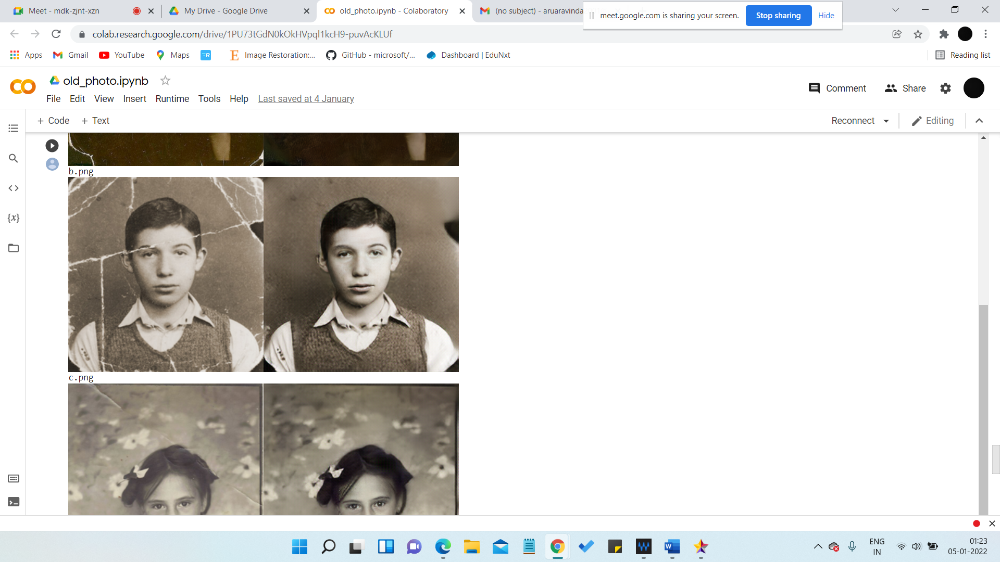 Meet - mdk-zjnt-xzn
My Drive - Google Drive
old_photo.ipynb - Colaboratory
(no subject) - aruaravinda
meet.google.com is sharing your screen.
Stop sharing
Hide
colab.research.google.com/drive/1PU73tGdN0kOkHVpql1kcH9-puvAcKLUf
Apps
Gmail
YouTube
Maps
Image Restoration:...
GitHub - microsoft/...
Dashboard | EduNxt
Reading list
old_photo.ipynb
File Edit View Insert Runtime Tools Help Last saved at 4 January
Comment
Share
+ Code + Text
Reconnect
Editing
{x}
b.png
c.png
ENG
IN
01:23
05-01-2022